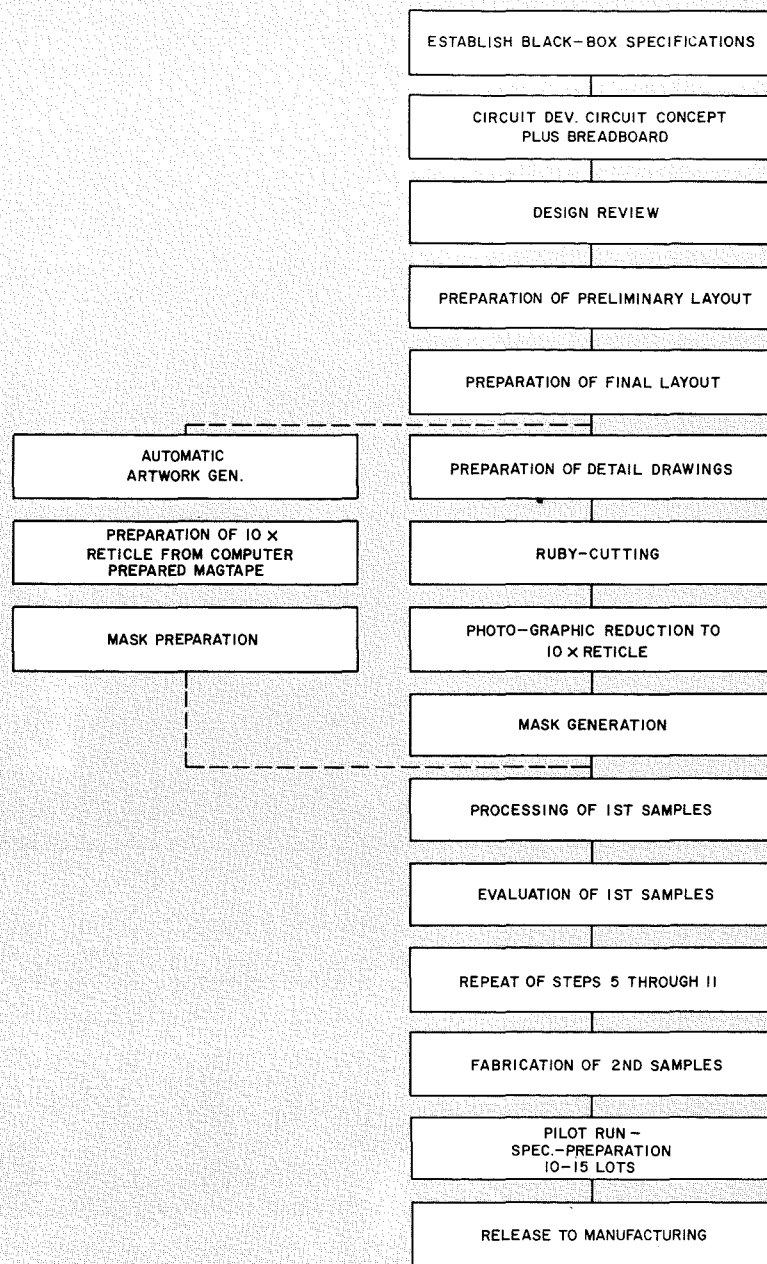 ESTABLISH BLACK-BOX SPECIFICATIONS
CIRCUIT DEV. CIRCUIT CONCEPT
PLUS BREADBOARD
DESIGN REVIEW
PREPARATION OF PRELIMINARY LAYOUT
PREPARATION OF FINAL LAYOUT
AUTOMATIC
ARTWORK GEN.
PREPARATION OF 10 X
RETICLE FROM COMPUTER
PREPARED MAGTAPE
MASK PREPARATION
PREPARATION OF DETAIL DRAWINGS
RUBY-CUTTING
PHOTO-GRAPHIC REDUCTION TO
10 X RETICLE
MASK GENERATION
PROCESSING OF 1ST SAMPLES
EVALUATION OF 1ST SAMPLES
REPEAT OF STEPS 5 THROUGH 11
FABRICATION OF 2ND SAMPLES
PILOT RUN -
SPEC.-PREPARATION
10-15 LOTS
RELEASE TO MANUFACTURING